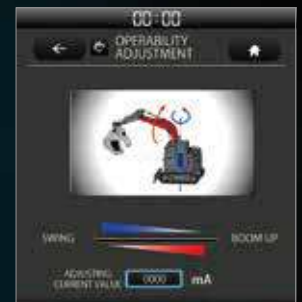 00:00
OPERABILITY
ADJUSTMENT
SWING
BOOM UP
ADJUSTING
CURRENT VALUE
0000
mA